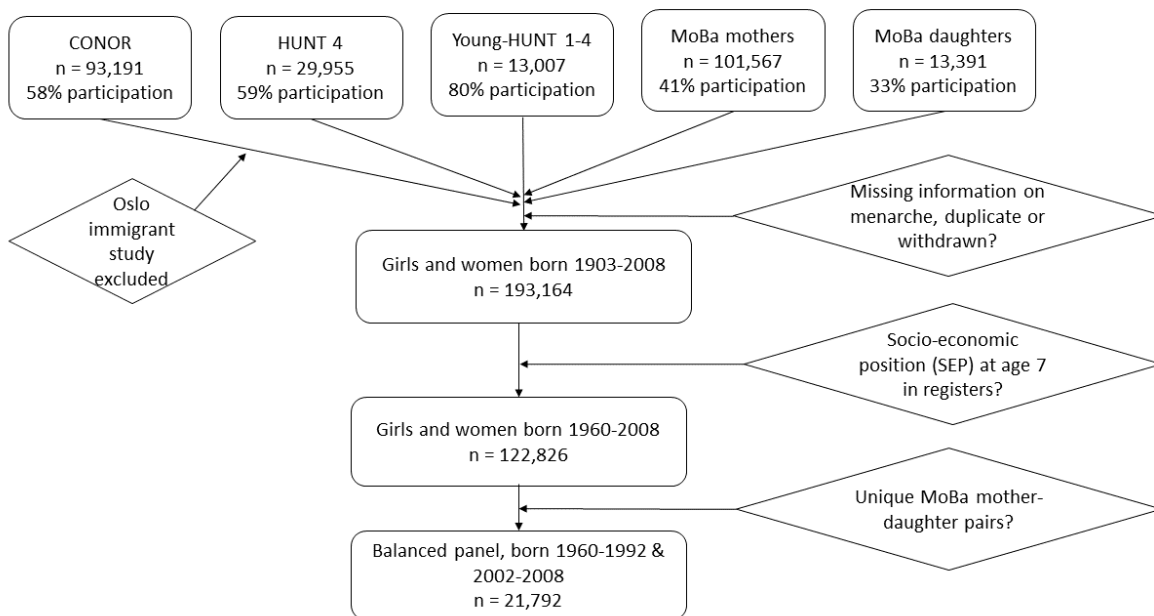 CONOR
n = 93,191
58% participation
HUNT 4
n = 29,955
59% participation
Young-HUNT 1-4
n = 13,007
80% participation
MoBa mothers
n = 101,567
41% participation
MoBa daughters
n = 13,391
33% participation
Oslo
immigrant
study
excluded
Missing information on
menarche, duplicate or
withdrawn?
Girls and women born 1903-2008
n = 193,164
Socio-economic
position (SEP) at age 7
in registers?
Girls and women born 1960-2008
n = 122,826
Unique MoBa mother-
daughter pairs?
Balanced panel, born 1960-1992 &
2002-2008
n = 21,792